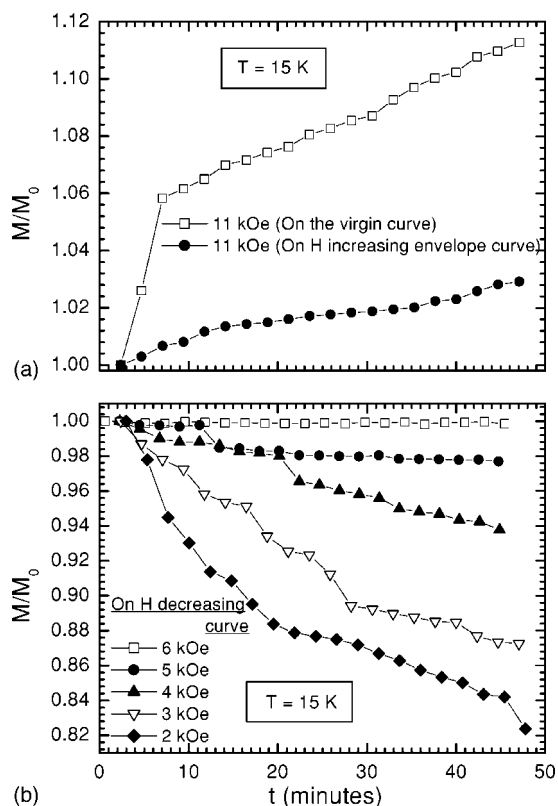 1.12
1.10
1.08
1.06
1.04
1.02
1.00
M/M0
T = 15 K
11 kOe (On the virgin curve)
11 kOe (On H increasing envelope curve)
(a)
1.00
0.98
0.96
0.94
0.92
0.90
0.88
0.86
0.84
0.82
M/M0
On H decreasing
curve
6 kOe
5 kOe
4 kOe
3 kOe
2 kOe
T = 15 K
0 10 20 30 40 50
(b)
t (minutes)